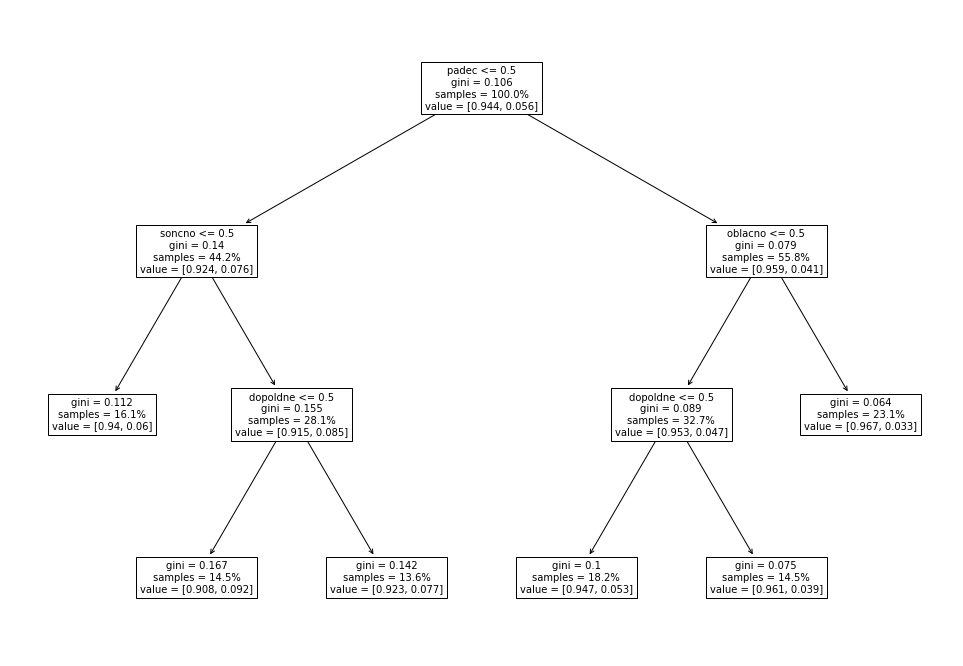 padec <= 0.5
gini = 0.106
samples = 100.0%
value = [0.944, 0.056]
soncno <= 0.5
gini = 0.14
samples = 44.2%
value = [0.924, 0.076]
oblacno <= 0.5
gini = 0.079
samples = 55.8%
value = [0.959, 0.041]
gini = 0.112
samples = 16.1%
value = [0.94, 0.06]
dopoldne <= 0.5
gini = 0.155
samples = 28.1%
value = [0.915, 0.085]
dopoldne <= 0.5
gini = 0.089
samples = 32.7%
value = [0.953, 0.047]
gini = 0.064
samples = 23.1%
value = [0.967, 0.033]
gini = 0.167
samples = 14.5%
value = [0.908, 0.092]
gini = 0.142
samples = 13.6%
value = [0.923, 0.077]
gini = 0.1
samples = 18.2%
value = [0.947, 0.053]
gini = 0.075
samples = 14.5%
value = [0.961, 0.039]